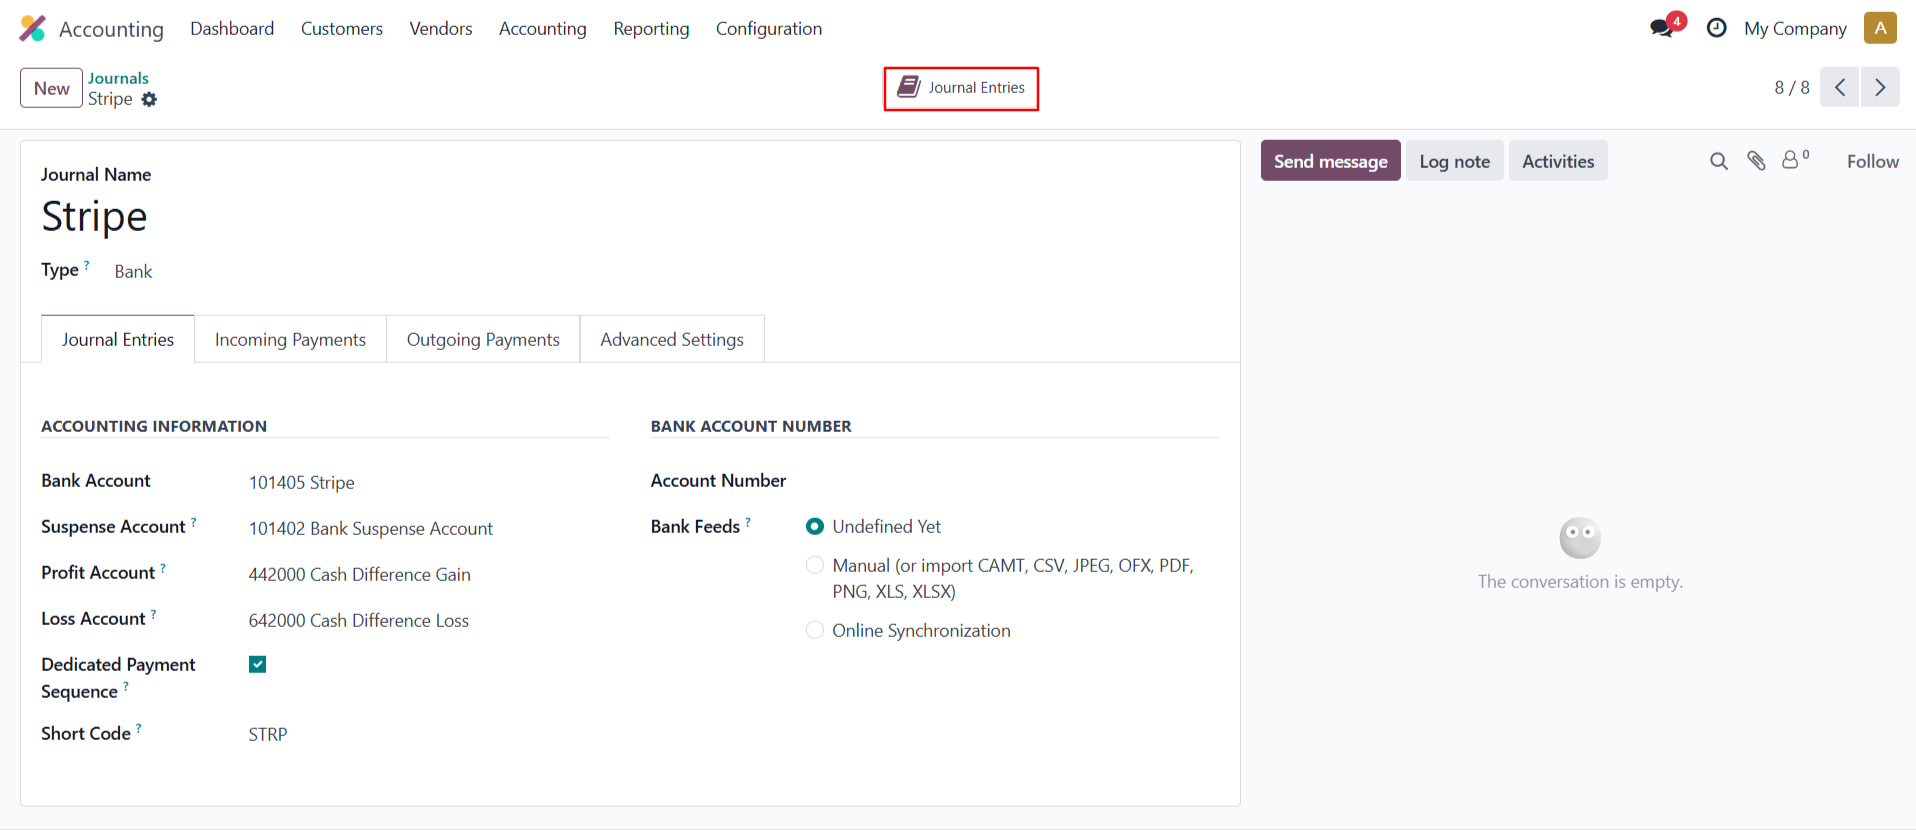 Accounting Dashboard Customers Vendors Accounting Reporting Configuration 4 My Company A
New Journals
Stripe
Journal Entries
8 / 8
Journal Name
Stripe
Type ? Bank
Journal Entries Incoming Payments Outgoing Payments Advanced Settings
ACCOUNTING INFORMATION
Bank Account 101405 Stripe
Suspense Account ? 101402 Bank Suspense Account
Profit Account ? 442000 Cash Difference Gain
Loss Account ? 642000 Cash Difference Loss
Dedicated Payment
Sequence ?
Short Code ? STRP
BANK ACCOUNT NUMBER
Account Number
Bank Feeds ? Undefined Yet
Manual (or import CAMT, CSV, JPEG, OFX, PDF,
PNG, XLS, XLSX)
Online Synchronization
Send message Log note Activities 0 Follow
The conversation is empty.